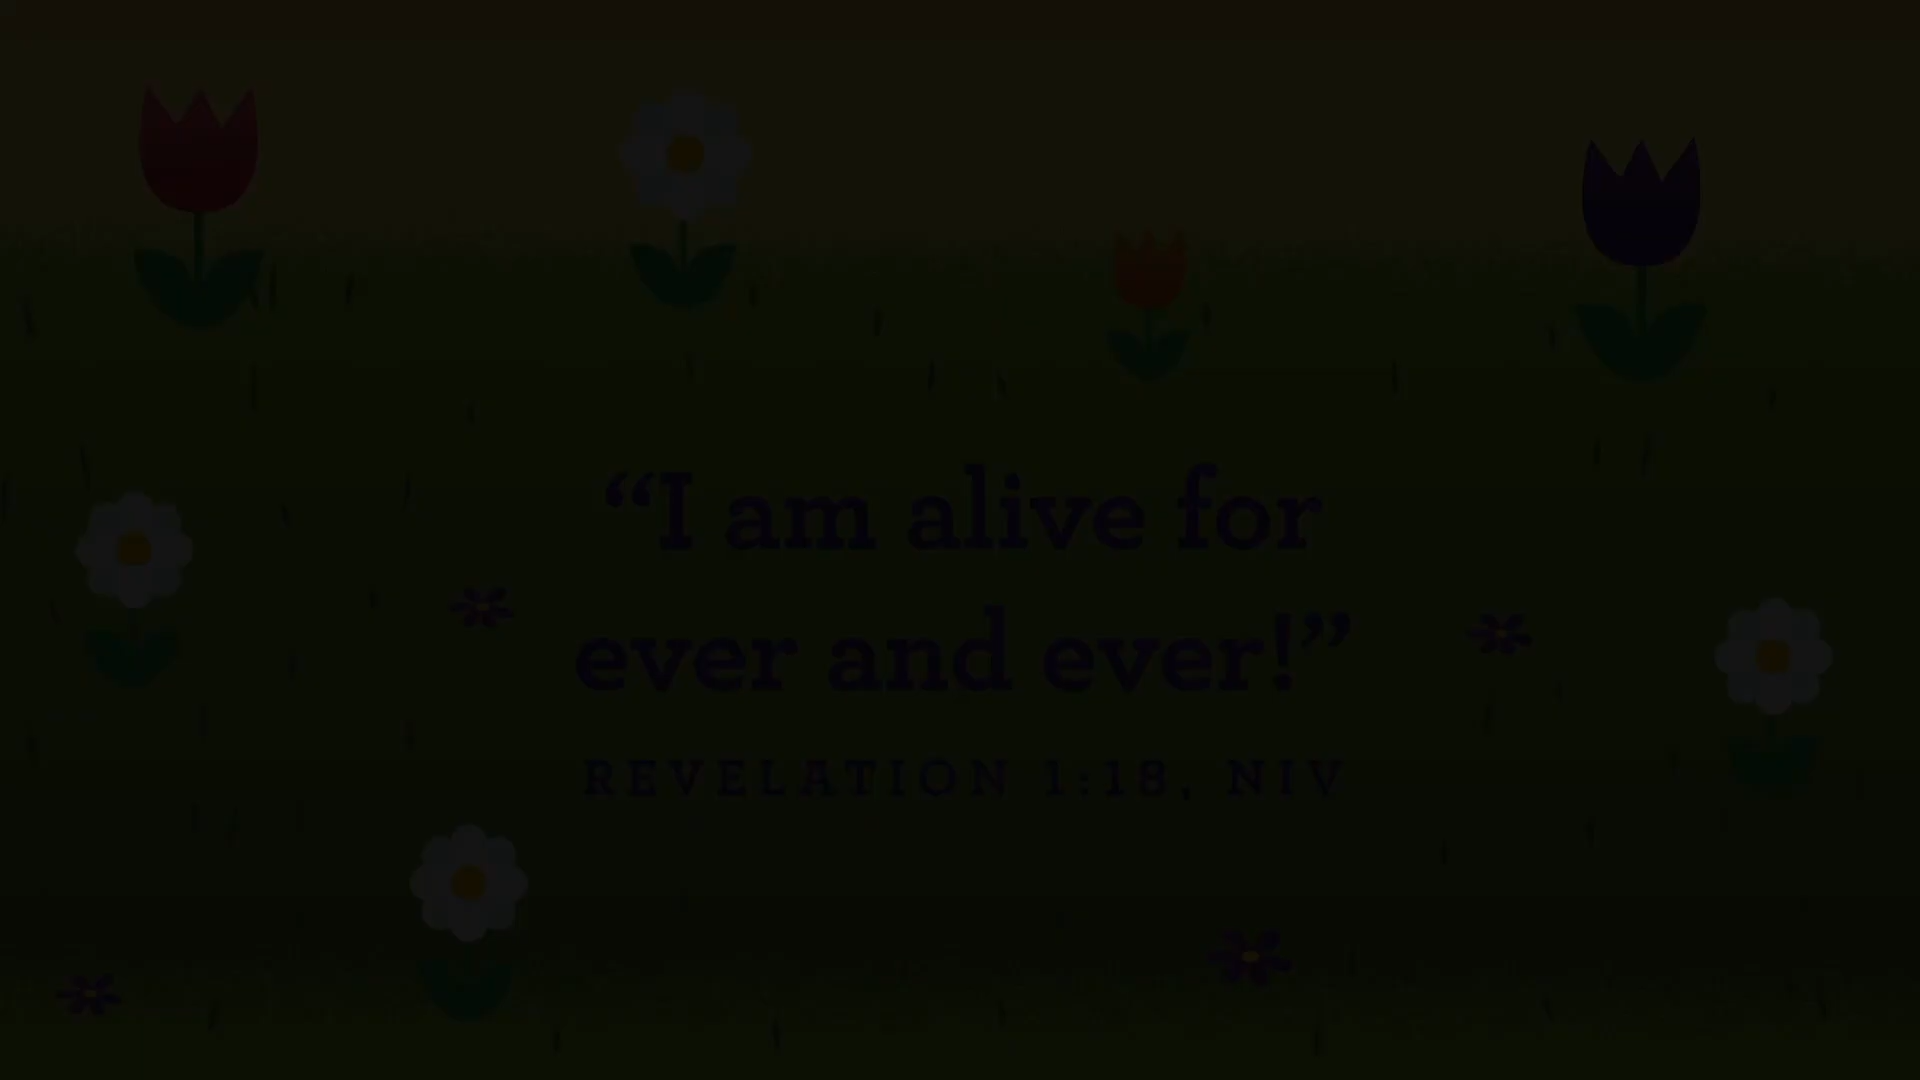 “I am alive for
ever and ever!”
REVELATION 1:18, NIV